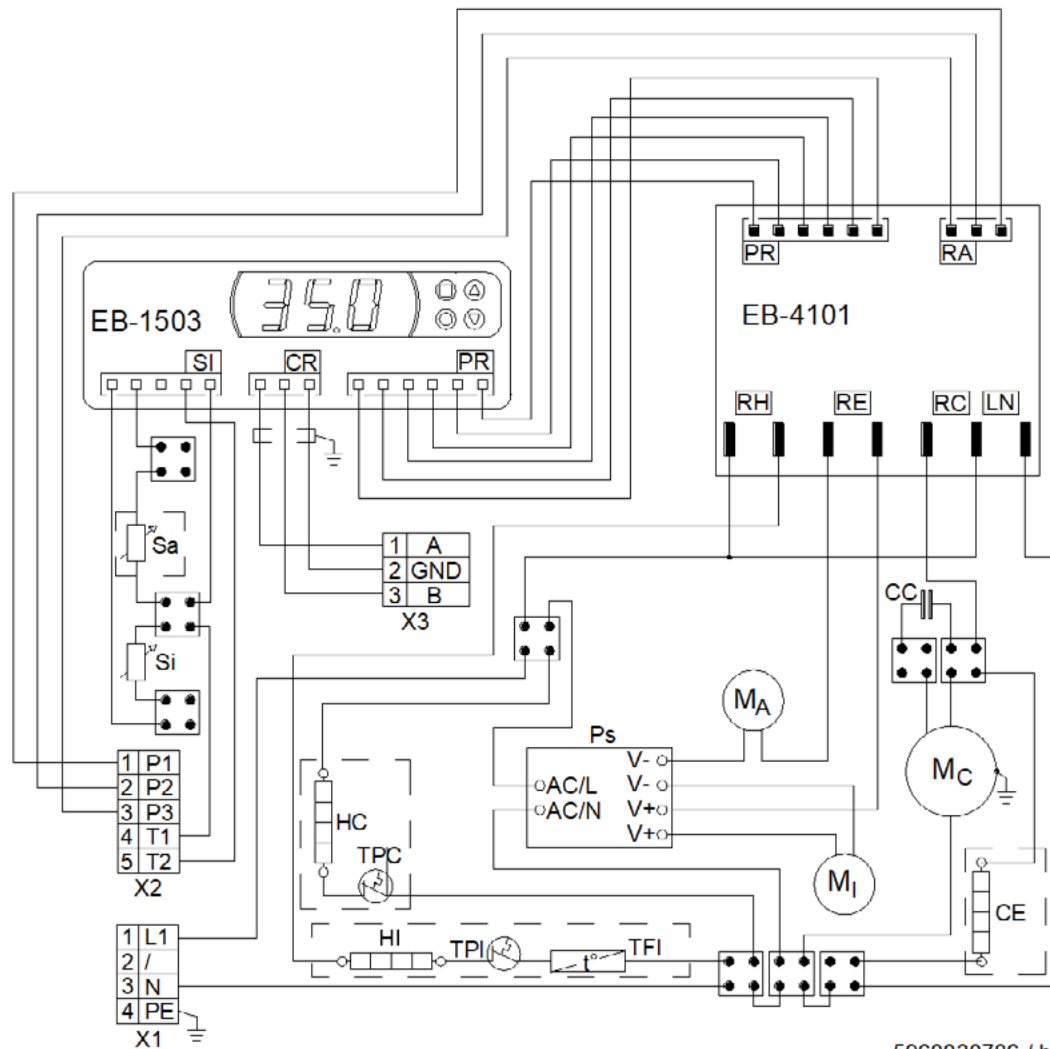 PR RA
EB-4101
EB-1503 35.0
SI CR PR
RH RE RC LN
Sa
1 A
2 GND
3 B
X3
CC
Si
MA
Ps
V-
AC/L V-
AC/N V+
V+
MC
1 P1
2 P2
3 P3
4 T1
5 T2
X2
HC
TPC
MI
CE
1 L1
2 /
3 N
4 PE
X1
HI TPI t° TFI